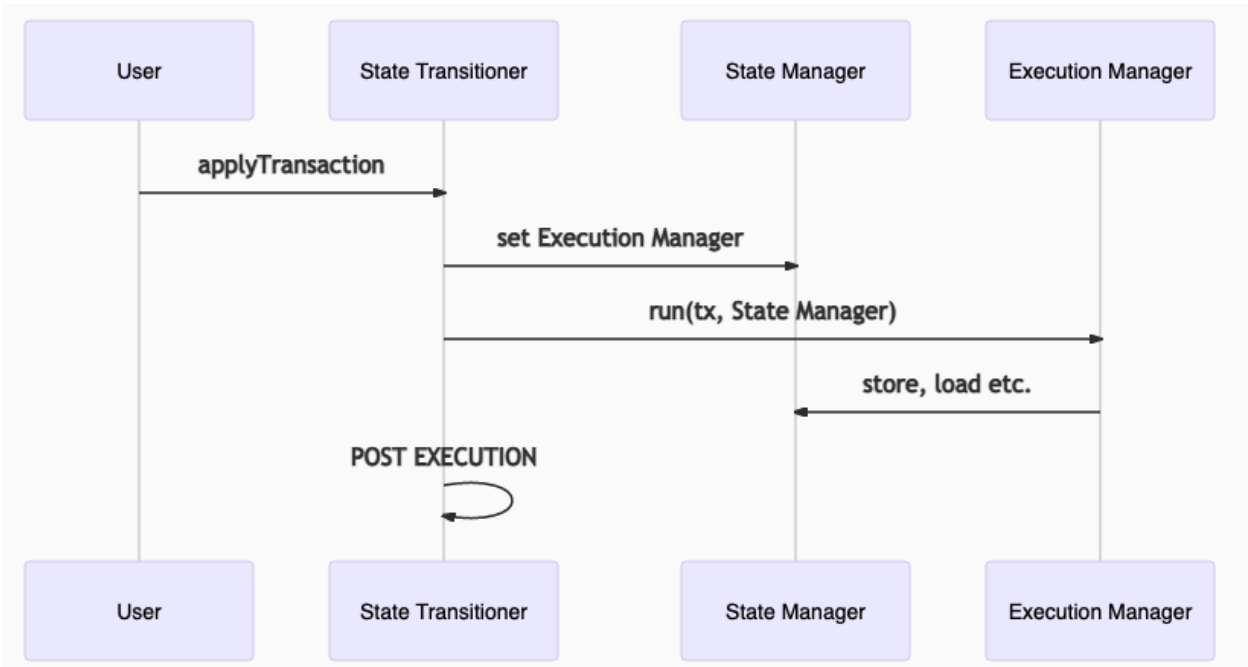 User
State Transitioner
State Manager
Execution Manager
applyTransaction
set Execution Manager
run(tx, State Manager)
store, load etc.
POST EXECUTION
User
State Transitioner
State Manager
Execution Manager